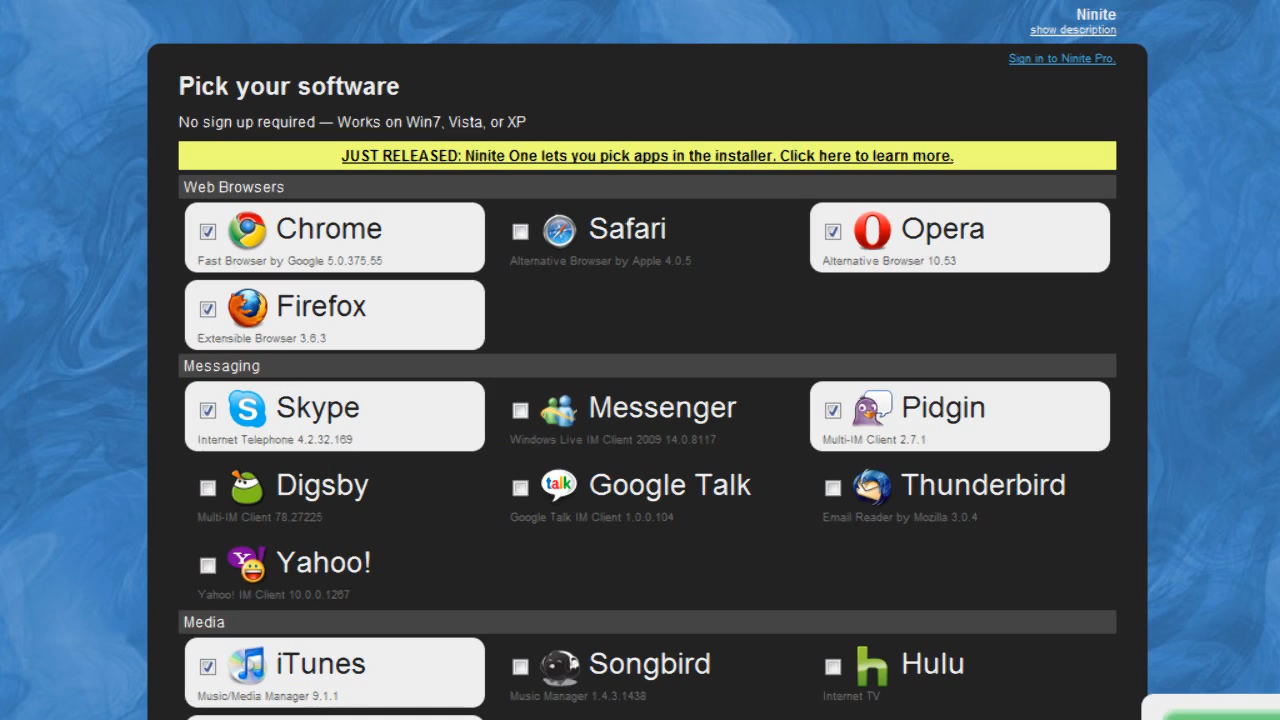 Ninite
show description
Sign in to Ninite Pro.
Pick your software
No sign up required — Works on Win7, Vista, or XP
JUST RELEASED: Ninite One lets you pick apps in the installer. Click here to learn more.
Web Browsers
Chrome
Fast Browser by Google 5.0.375.55
Safari
Alternative Browser by Apple 4.0.5
Opera
Alternative Browser 10.53
Firefox
Extensible Browser 3.6.3
Messaging
Skype
Internet Telephone 4.2.32.169
Messenger
Windows Live IM Client 2009 14.0.8117
Pidgin
Multi-IM Client 2.7.1
Digsby
Multi-IM Client 78.27225
talk
Google Talk
Google Talk IM Client 1.0.0.104
Thunderbird
Email Reader by Mozilla 3.0.4
Yahoo!
Yahoo! IM Client 10.0.0.1267
Media
iTunes
Music/Media Manager 9.1.1
Songbird
Music Manager 1.4.3.1438
Hulu
Internet TV